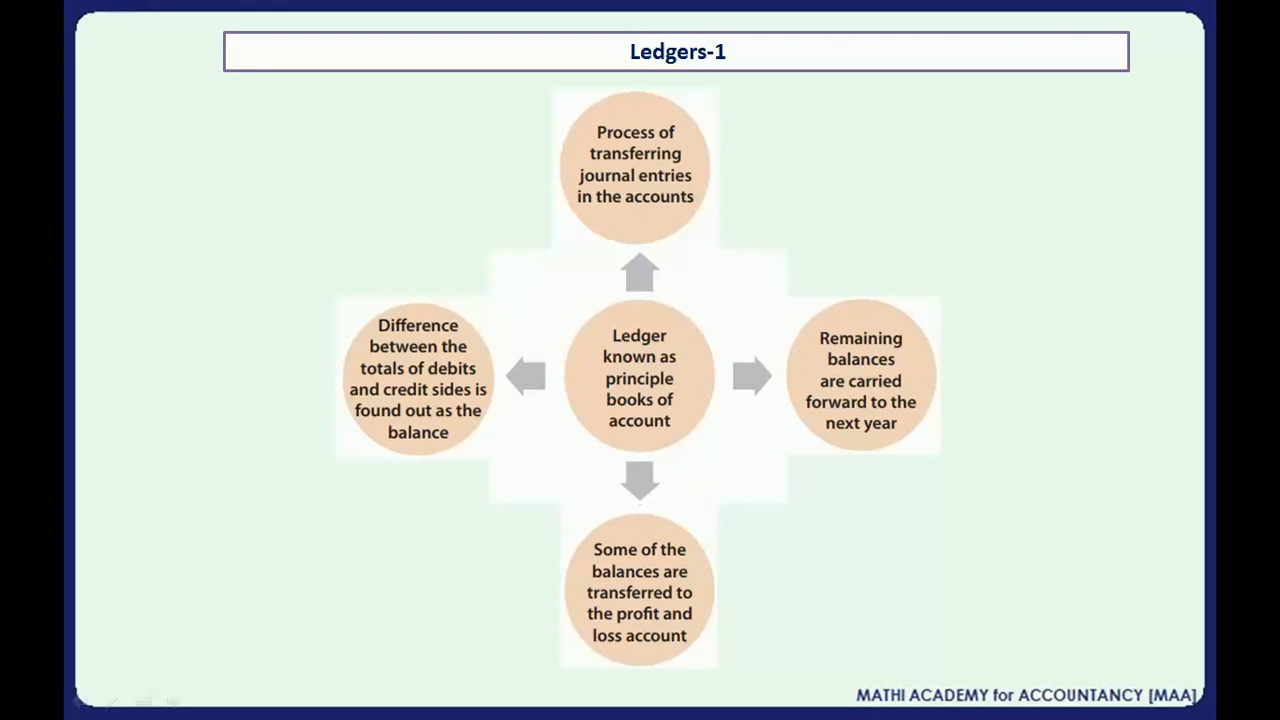 Ledgers-1
Process of
transferring
journal entries
in the accounts
Difference
between the
totals of debits
and credit sides is
found out as the
balance
Ledger
known as
principle
books of
account
Remaining
balances
are carried
forward to the
next year
Some of the
balances are
transferred to
the profit and
loss account
MATHI ACADEMY for ACCOUNTANCY [MAA]